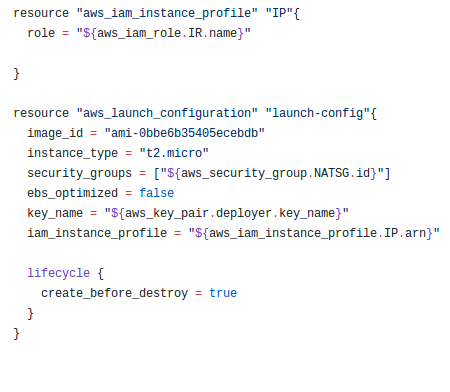 resource "aws_iam_instance_profile" "IP"{
  role = "${aws_iam_role.IR.name}"

}

resource "aws_launch_configuration" "launch-config"{
  image_id = "ami-0bbe6b35405ecebdb"
  instance_type = "t2.micro"
  security_groups = ["${aws_security_group.NATSG.id}"]
  ebs_optimized = false
  key_name = "${aws_key_pair.deployer.key_name}"
  iam_instance_profile = "${aws_iam_instance_profile.IP.arn}"

  lifecycle {
    create_before_destroy = true
  }
}